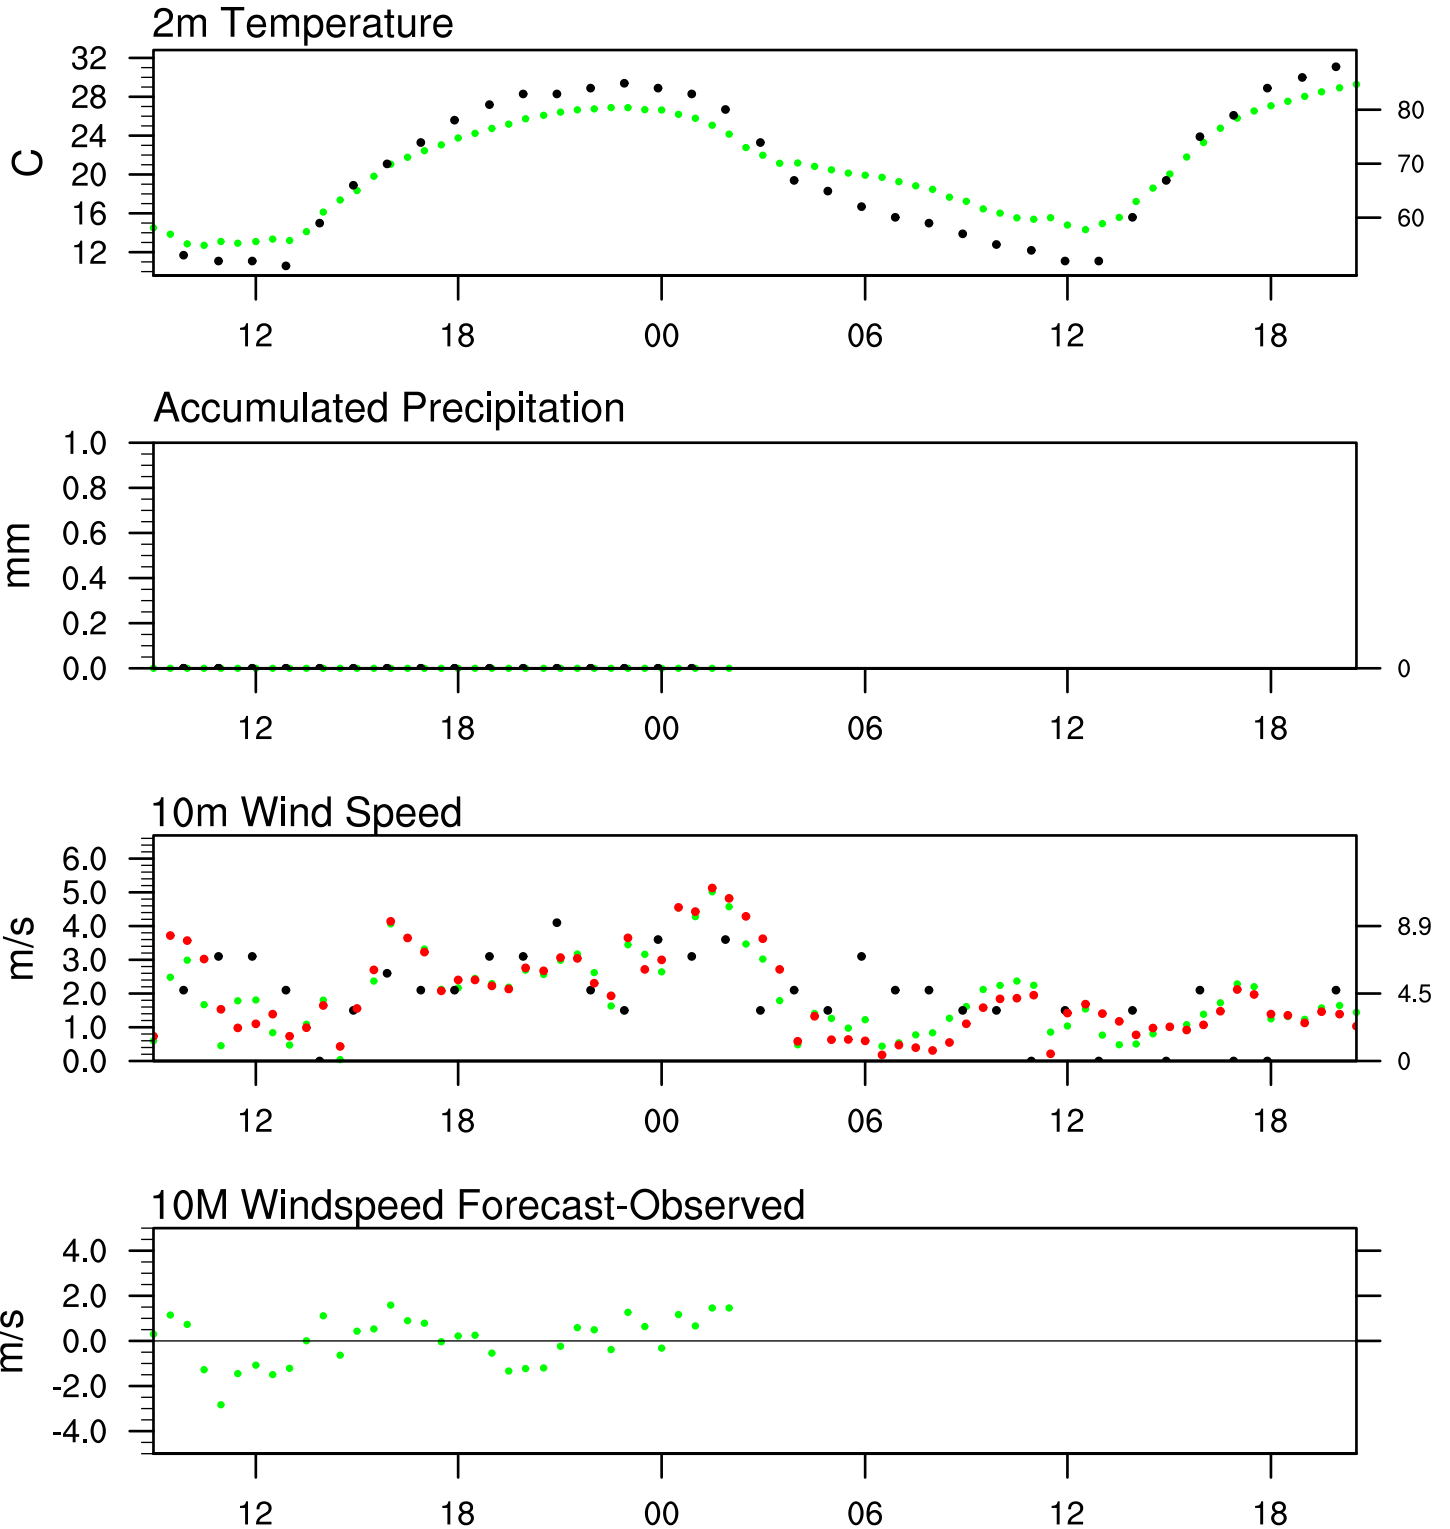 2m Temperature
32
28
24
20
16
12
C
80
70
60
12 18 00 06 12 18
Accumulated Precipitation
1.0
0.8
0.6
0.4
0.2
0.0
mm
0
12 18 00 06 12 18
10m Wind Speed
6.0
5.0
4.0
3.0
2.0
1.0
0.0
m/s
8.9
4.5
0
12 18 00 06 12 18
10M Windspeed Forecast-Observed
4.0
2.0
0.0
-2.0
-4.0
m/s
12 18 00 06 12 18